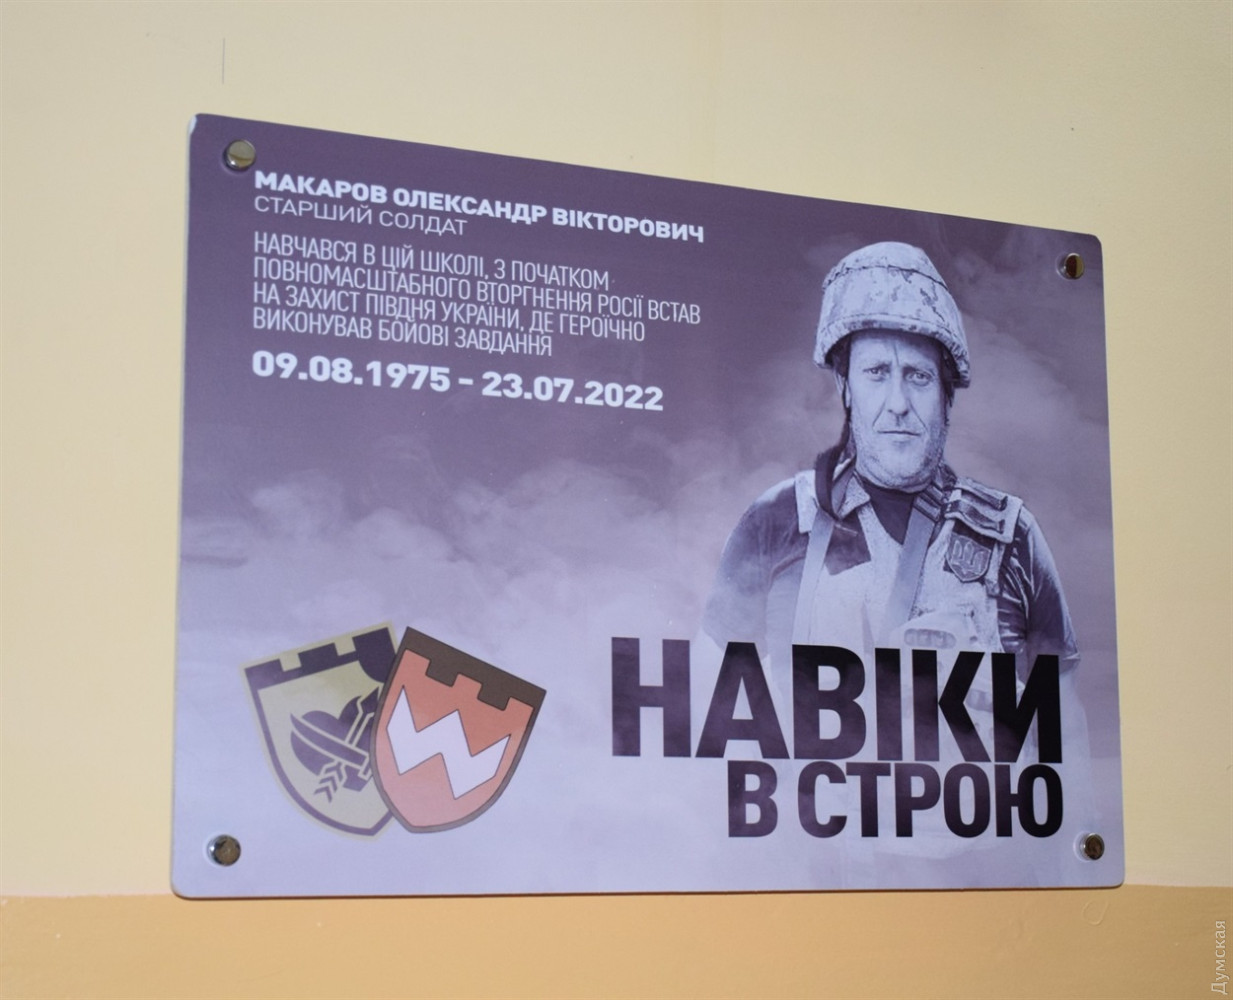 МАКАРОВ ОЛЕКСАНДР ВІКТОРОВИЧ
СТАРШИЙ СОЛДАТ
НАВЧАВСЯ В ЦІЙ ШКОЛІ, З ПОЧАТКОМ
ПОВНОМАСШТАБНОГО ВТОРГНЕННЯ РОСІЇ ВСТАВ
НА ЗАХИСТ ПІВДНЯ УКРАЇНИ, ДЕ ГЕРОЇЧНО
ВИКОНУВАВ БОЙОВІ ЗАВДАННЯ
09.08.1975 - 23.07.2022
НАВІКИ
В СТРОЮ
Думская